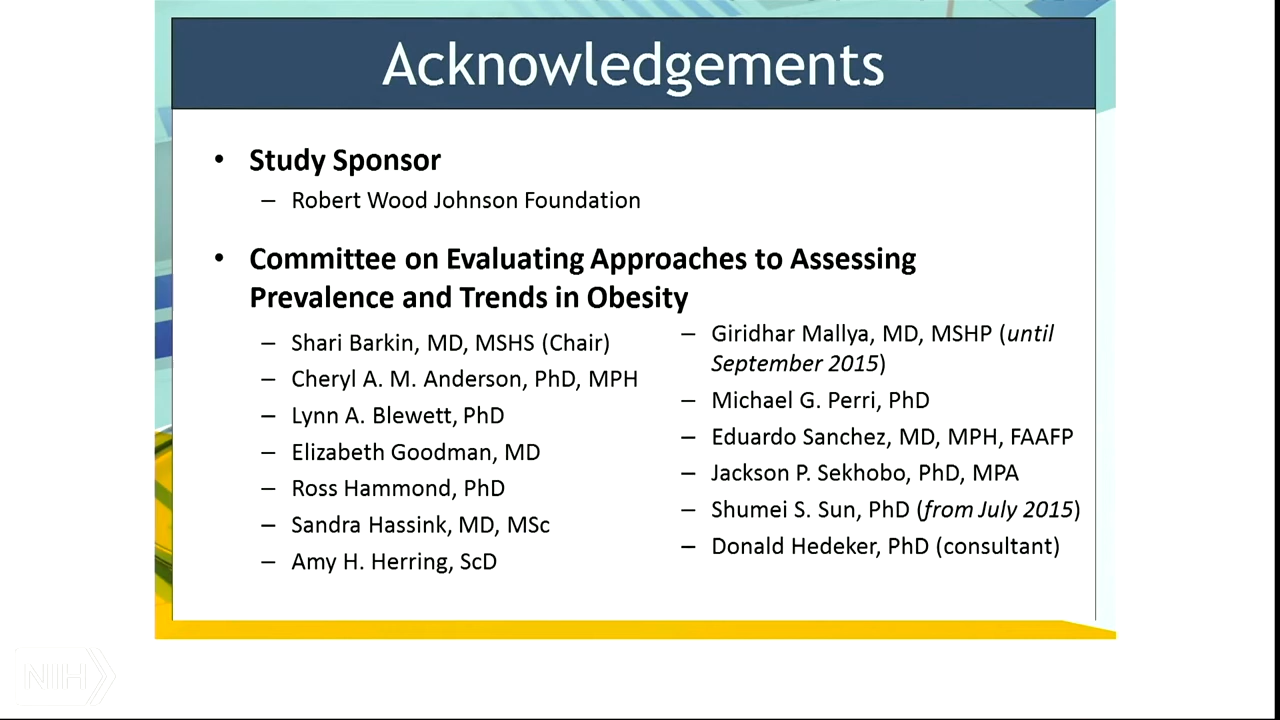 Acknowledgements
• Study Sponsor
– Robert Wood Johnson Foundation
• Committee on Evaluating Approaches to Assessing
Prevalence and Trends in Obesity
– Shari Barkin, MD, MSHS (Chair)
– Cheryl A. M. Anderson, PhD, MPH
– Lynn A. Blewett, PhD
– Elizabeth Goodman, MD
– Ross Hammond, PhD
– Sandra Hassink, MD, MSc
– Amy H. Herring, ScD
– Giridhar Mallya, MD, MSHP (until
September 2015)
– Michael G. Perri, PhD
– Eduardo Sanchez, MD, MPH, FAAFP
– Jackson P. Sekhobo, PhD, MPA
– Shumei S. Sun, PhD (from July 2015)
– Donald Hedeker, PhD (consultant)
NIH